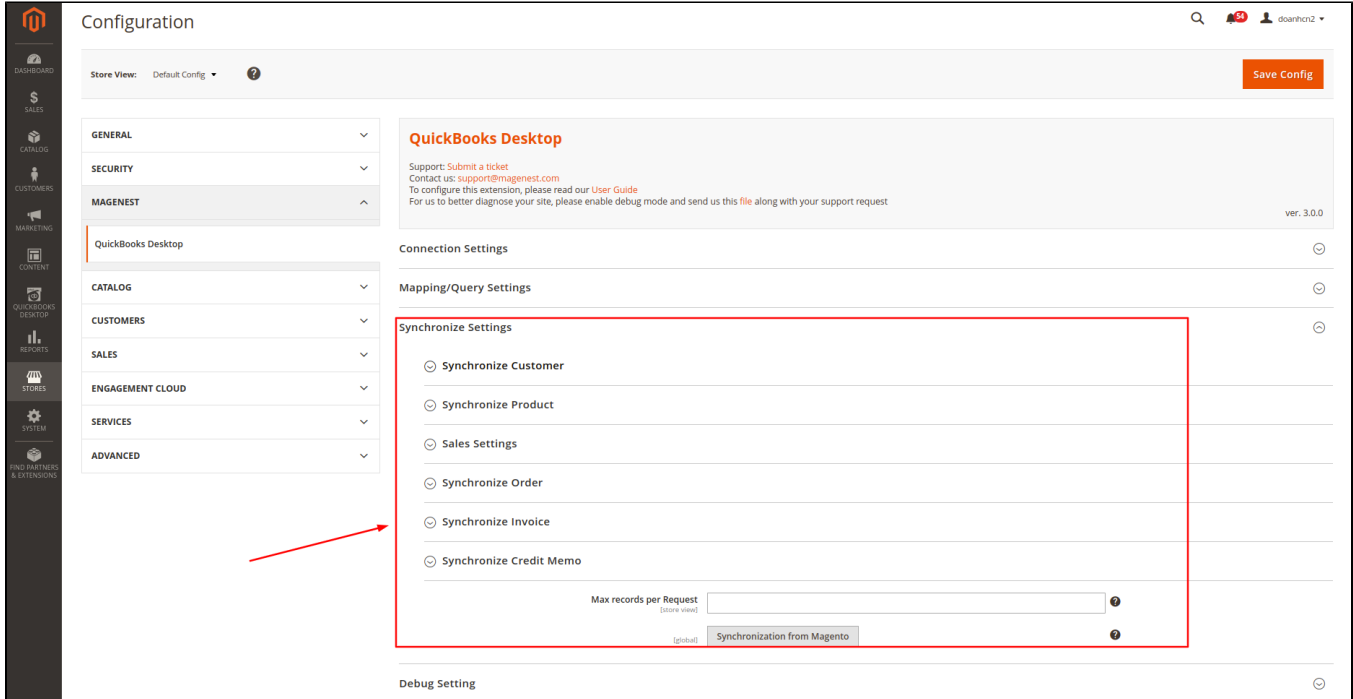 Configuration
54
doanhcn2
DASHBOARD
SALES
CATALOG
CUSTOMERS
MARKETING
CONTENT
QUICKBOOKS
DESKTOP
REPORTS
STORES
SYSTEM
FIND PARTNERS
& EXTENSIONS
Store View: Default Config
Save Config
GENERAL
SECURITY
MAGENEST
QuickBooks Desktop
CATALOG
CUSTOMERS
SALES
ENGAGEMENT CLOUD
SERVICES
ADVANCED
QuickBooks Desktop
Support: Submit a ticket
Contact us: support@magenest.com
To configure this extension, please read our User Guide
For us to better diagnose your site, please enable debug mode and send us this file along with your support request
ver. 3.0.0
Connection Settings
Mapping/Query Settings
Synchronize Settings
Synchronize Customer
Synchronize Product
Sales Settings
Synchronize Order
Synchronize Invoice
Synchronize Credit Memo
Max records per Request
[store view]
[global] Synchronization from Magento
Debug Setting